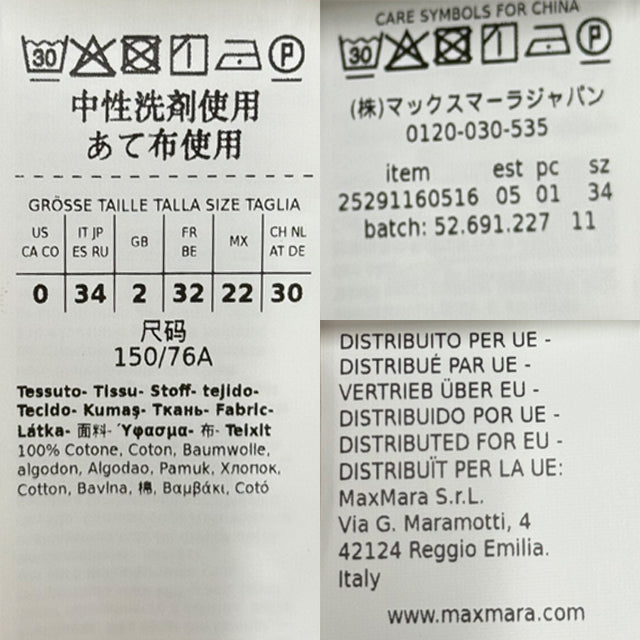 30
P
中性洗剤使用
あて布使用
GRÖSSE TAILLE TALLA SIZE TAGLIA
US CA CO
IT JP ES RU
GB
FR BE
MX
CH NL AT DE
0 34 2 32 22 30
尺码
150/76A
Tessuto- Tissu- Stoff- tejido-
Tecido- Kumaş- Ткань- Fabric-
Látka- 面料- Ύφασμα- 布- Teixit
100% Cotone, Coton, Baumwolle,
algodon, Algodao, Pamuk, Хлопок,
Cotton, Bavlna, 棉, Βαμβάκι, Cotó
CARE SYMBOLS FOR CHINA
30
P
(株)マックスマーラジャパン
0120-030-535
item est pc sz
25291160516 05 01 34
batch: 52.691.227 11
DISTRIBUITO PER UE -
DISTRIBUÉ PAR UE -
VERTRIEB ÜBER EU -
DISTRIBUIDO POR UE -
DISTRIBUTED FOR EU -
DISTRIBUÏT PER LA UE:
MaxMara S.r.L.
Via G. Maramotti, 4
42124 Reggio Emilia.
Italy
www.maxmara.com